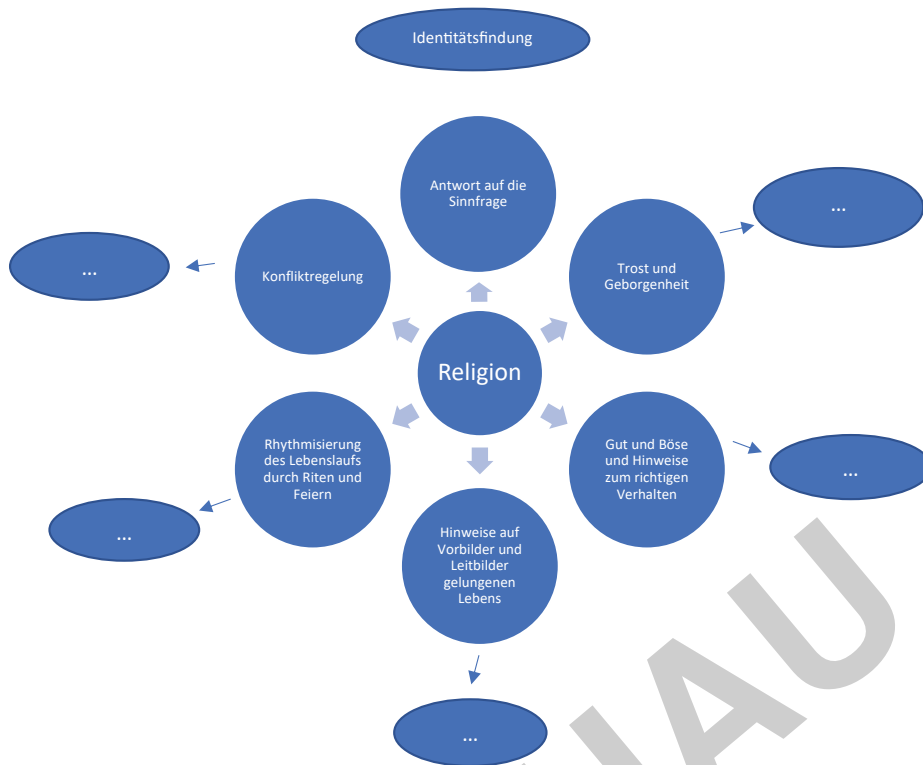 Identitätsfindung
Antwort auf die
Sinnfrage
...
...
Konfliktregelung
Trost und
Geborgenheit
Religion
Rhythmisierung
des Lebenslaufs
durch Riten und
Feiern
Gut und Böse
und Hinweise
zum richtigen
Verhalten
...
...
Hinweise auf
Vorbilder und
Leitbilder
gelungenen
Lebens
...